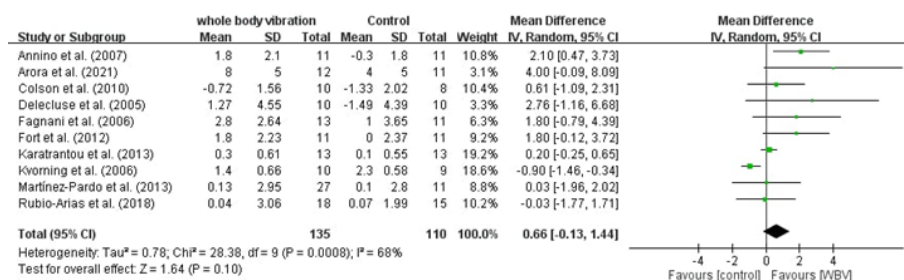 whole body vibration Control Mean Difference Mean Difference
Study or Subgroup Mean SD Total Mean SD Total Weight IV, Random, 95% CI IV, Random, 95% CI
Annino et al. (2007) 1.8 2.1 11 -0.3 1.8 11 10.8% 2.10 [0.47, 3.73]
Arora et al. (2021) 8 5 12 4 5 11 3.1% 4.00 [-0.09, 8.09]
Colson et al. (2010) -0.72 1.56 10 -1.33 2.02 8 10.4% 0.61 [-1.09, 2.31]
Delecluse et al. (2005) 1.27 4.55 10 -1.49 4.39 10 3.3% 2.76 [-1.16, 6.68]
Fagnani et al. (2006) 2.8 2.64 13 1 3.65 11 6.2% 1.80 [-0.79, 4.39]
Fort et al. (2012) 1.8 2.23 11 0 2.37 11 9.2% 1.80 [-0.12, 3.72]
Karatrantou et al. (2013) 0.3 0.61 13 0.1 0.55 13 19.2% 0.20 [-0.25, 0.65]
Kvorning et al. (2006) 1.4 0.66 10 2.3 0.58 9 18.6% -0.90 [-1.46, -0.34]
Martínez-Pardo et al. (2013) 0.13 2.95 27 0.1 2.8 11 8.8% 0.03 [-1.96, 2.02]
Rubio-Arias et al. (2018) 0.04 3.06 18 0.07 1.99 15 10.2% -0.03 [-1.77, 1.71]
Total (95% CI) 135 110 100.0% 0.66 [-0.13, 1.44]
Heterogeneity: Tau² = 0.78; Chi² = 28.38, df = 9 (P = 0.0008); I² = 68%
Test for overall effect: Z = 1.64 (P = 0.10)
-4 -2 0 2 4
Favours [control] Favours [WBV]